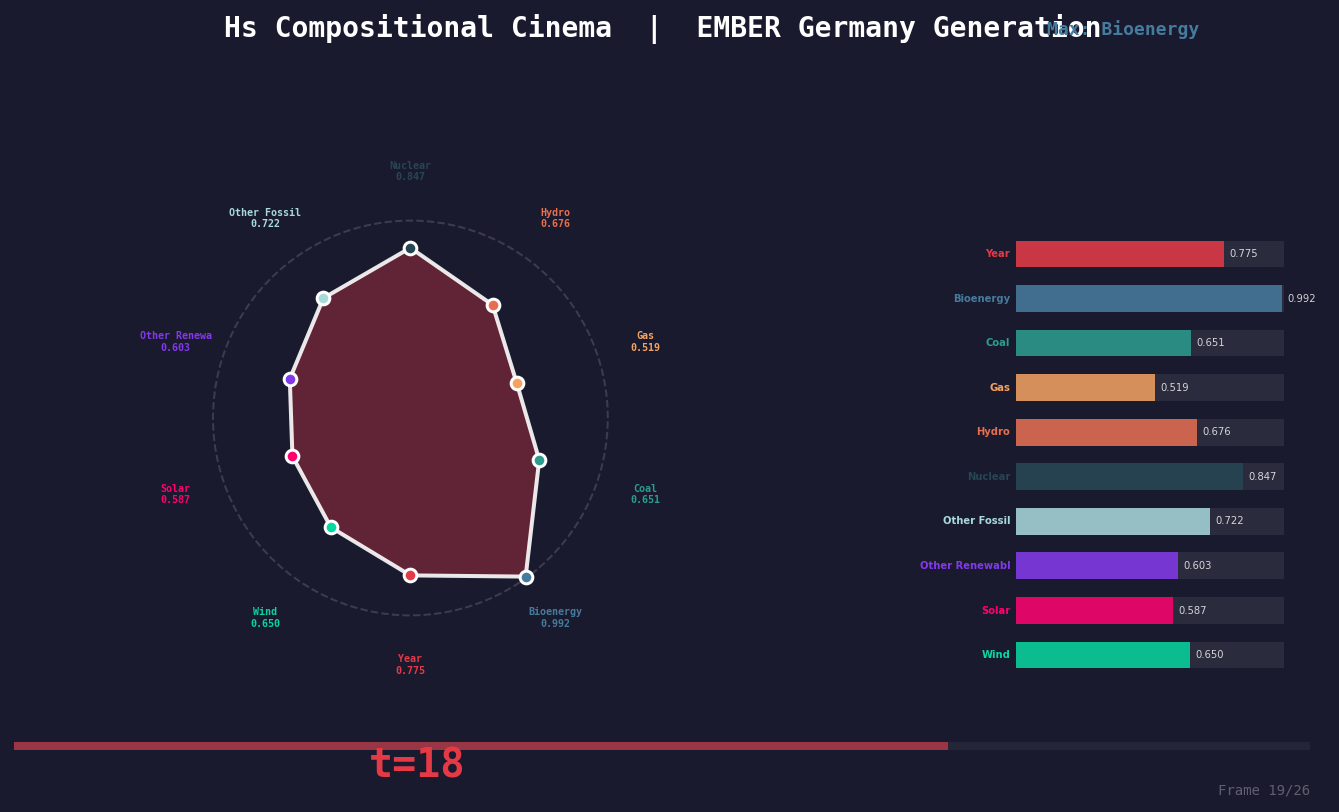 Hs Compositional Cinema | EMBER Germany Generation
Max: Bioenergy
Nuclear
0.847
Other Fossil
0.722
Hydro
0.676
Other Renewa
0.603
Gas
0.519
Solar
0.587
Coal
0.651
Wind
0.650
Bioenergy
0.992
Year
0.775
Year 0.775
Bioenergy 0.992
Coal 0.651
Gas 0.519
Hydro 0.676
Nuclear 0.847
Other Fossil 0.722
Other Renewabl 0.603
Solar 0.587
Wind 0.650
t=18
Frame 19/26